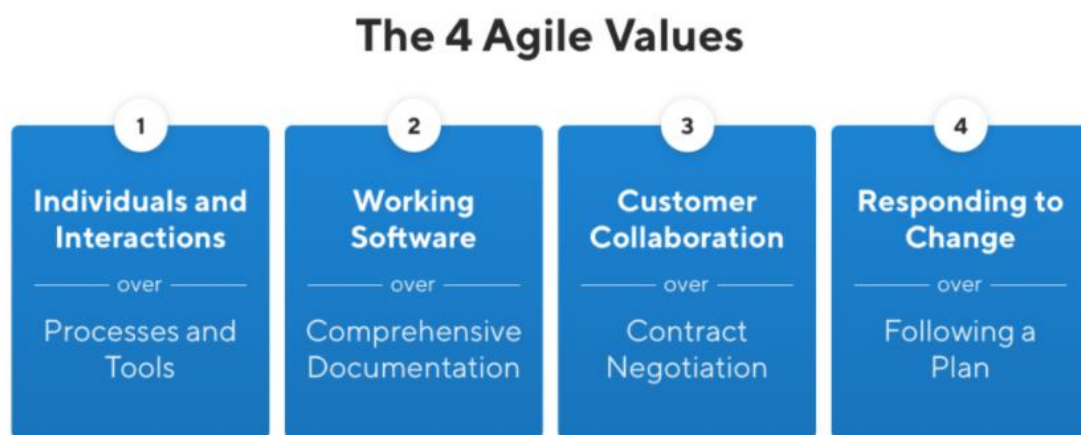 The 4 Agile Values
1
Individuals and
Interactions
over
Processes and
Tools
2
Working
Software
over
Comprehensive
Documentation
3
Customer
Collaboration
over
Contract
Negotiation
4
Responding to
Change
over
Following a
Plan